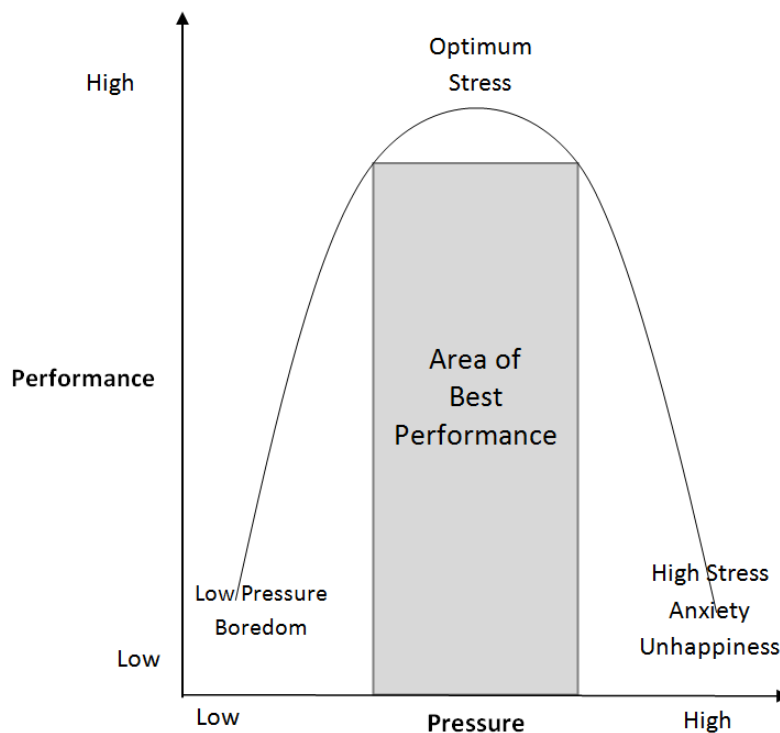 Optimum
Stress
High
Performance
Area of
Best
Performance
Low Pressure
Boredom
High Stress
Anxiety
Unhappiness
Low
Low
Pressure
High